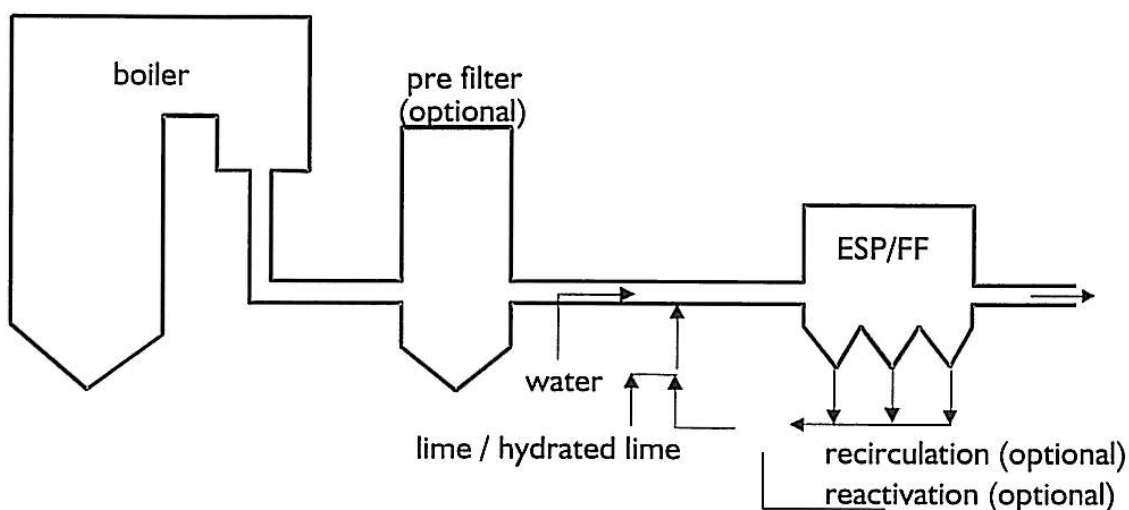 boiler
pre filter
(optional)
ESP/FF
water
lime / hydrated lime
recirculation (optional)
reactivation (optional)